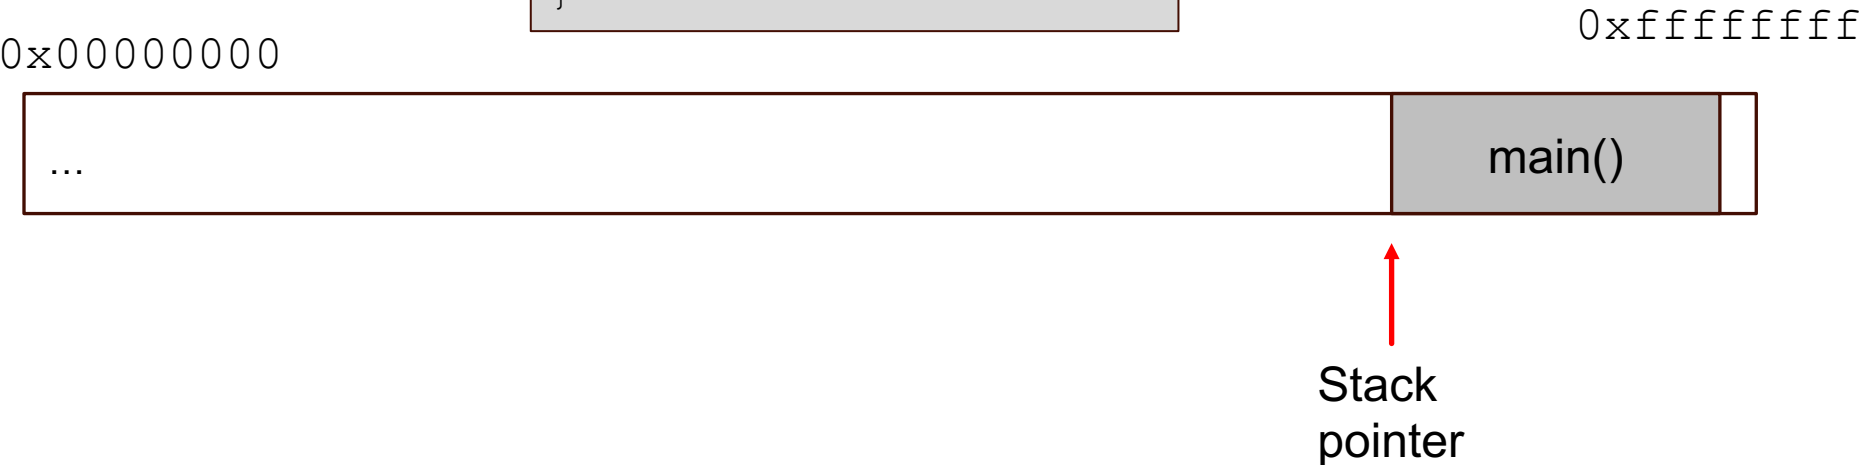 }
0xffffffff
0x00000000
...
main()
Stack
pointer